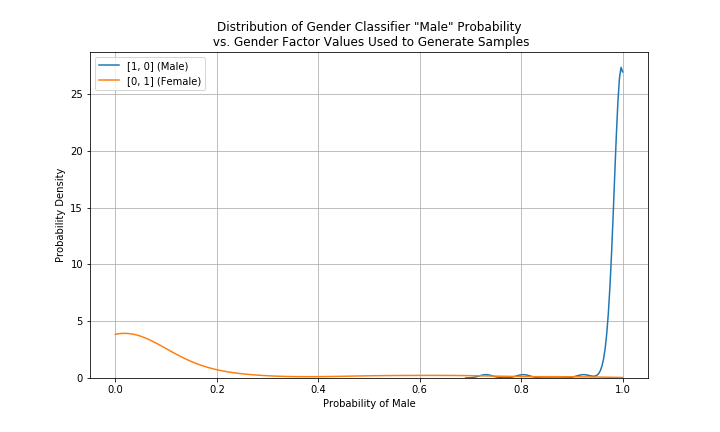 Distribution of Gender Classifier "Male" Probability
vs. Gender Factor Values Used to Generate Samples
[1, 0] (Male)
[0, 1] (Female)
Probability Density
25
20
15
10
5
0
0.0 0.2 0.4 0.6 0.8 1.0
Probability of Male